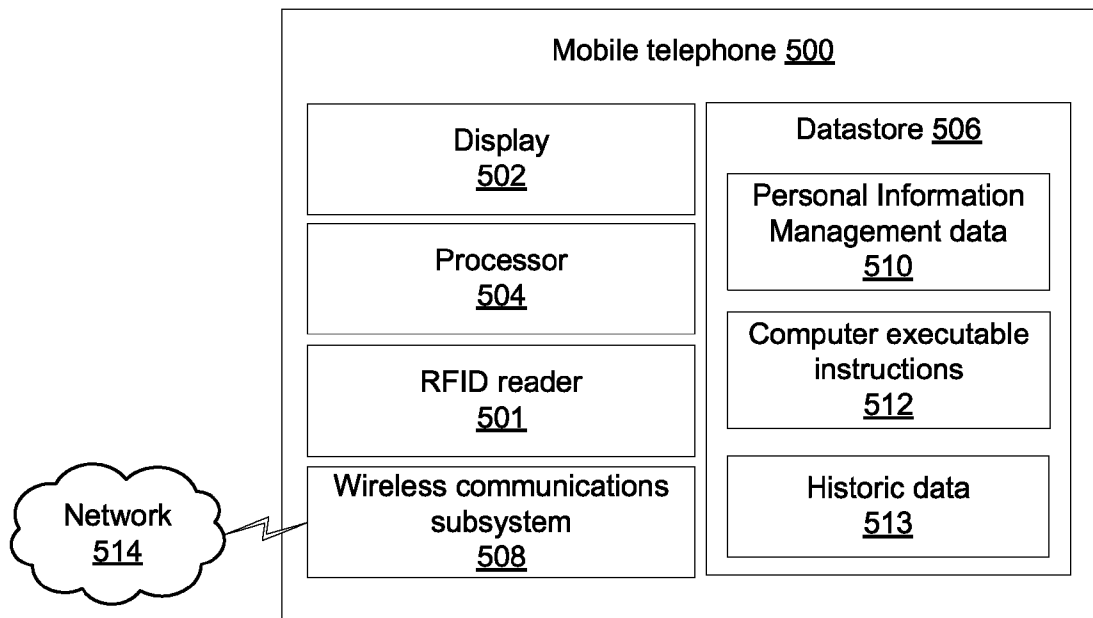 Mobile telephone 500
Display
502
Processor
504
RFID reader
501
Wireless communications
subsystem
508
Datastore 506
Personal Information
Management data
510
Computer executable
instructions
512
Historic data
513
Network
514